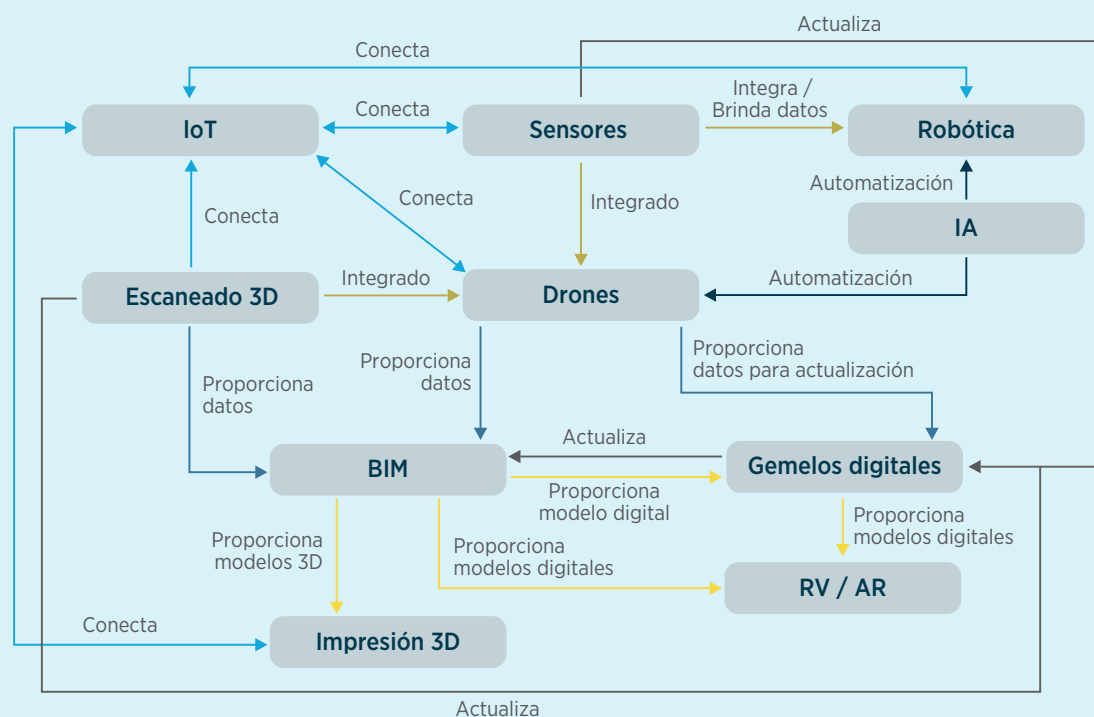 Actualiza
Conecta
Integra /
Brinda datos
Conecta
IoT
Sensores
Robótica
Automatización
Conecta
Integrado
Conecta
IA
Integrado
Automatización
Escaneado 3D
Drones
Proporciona
datos
Proporciona
datos
Proporciona
datos para actualización
Actualiza
BIM
Gemelos digitales
Proporciona
modelo digital
Proporciona
modelos 3D
Proporciona
modelos digitales
Proporciona
modelos digitales
RV / AR
Conecta
Impresión 3D
Actualiza